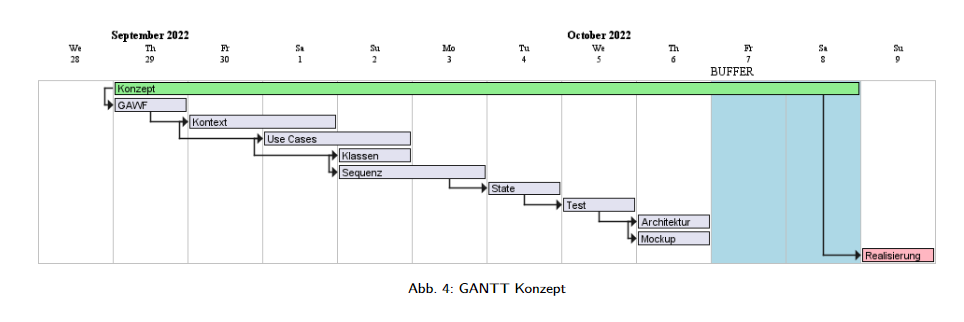 September 2022 October 2022
We Th Fr Sa Su Mo Tu We Th Fr Sa Su
28 29 30 1 2 3 4 5 6 7 8 9
BUFFER
Konzept
GAWF
Kontext
Use Cases
Klassen
Sequenz
State
Test
Architektur
Mockup
Realisierung
Abb. 4: GANTT Konzept